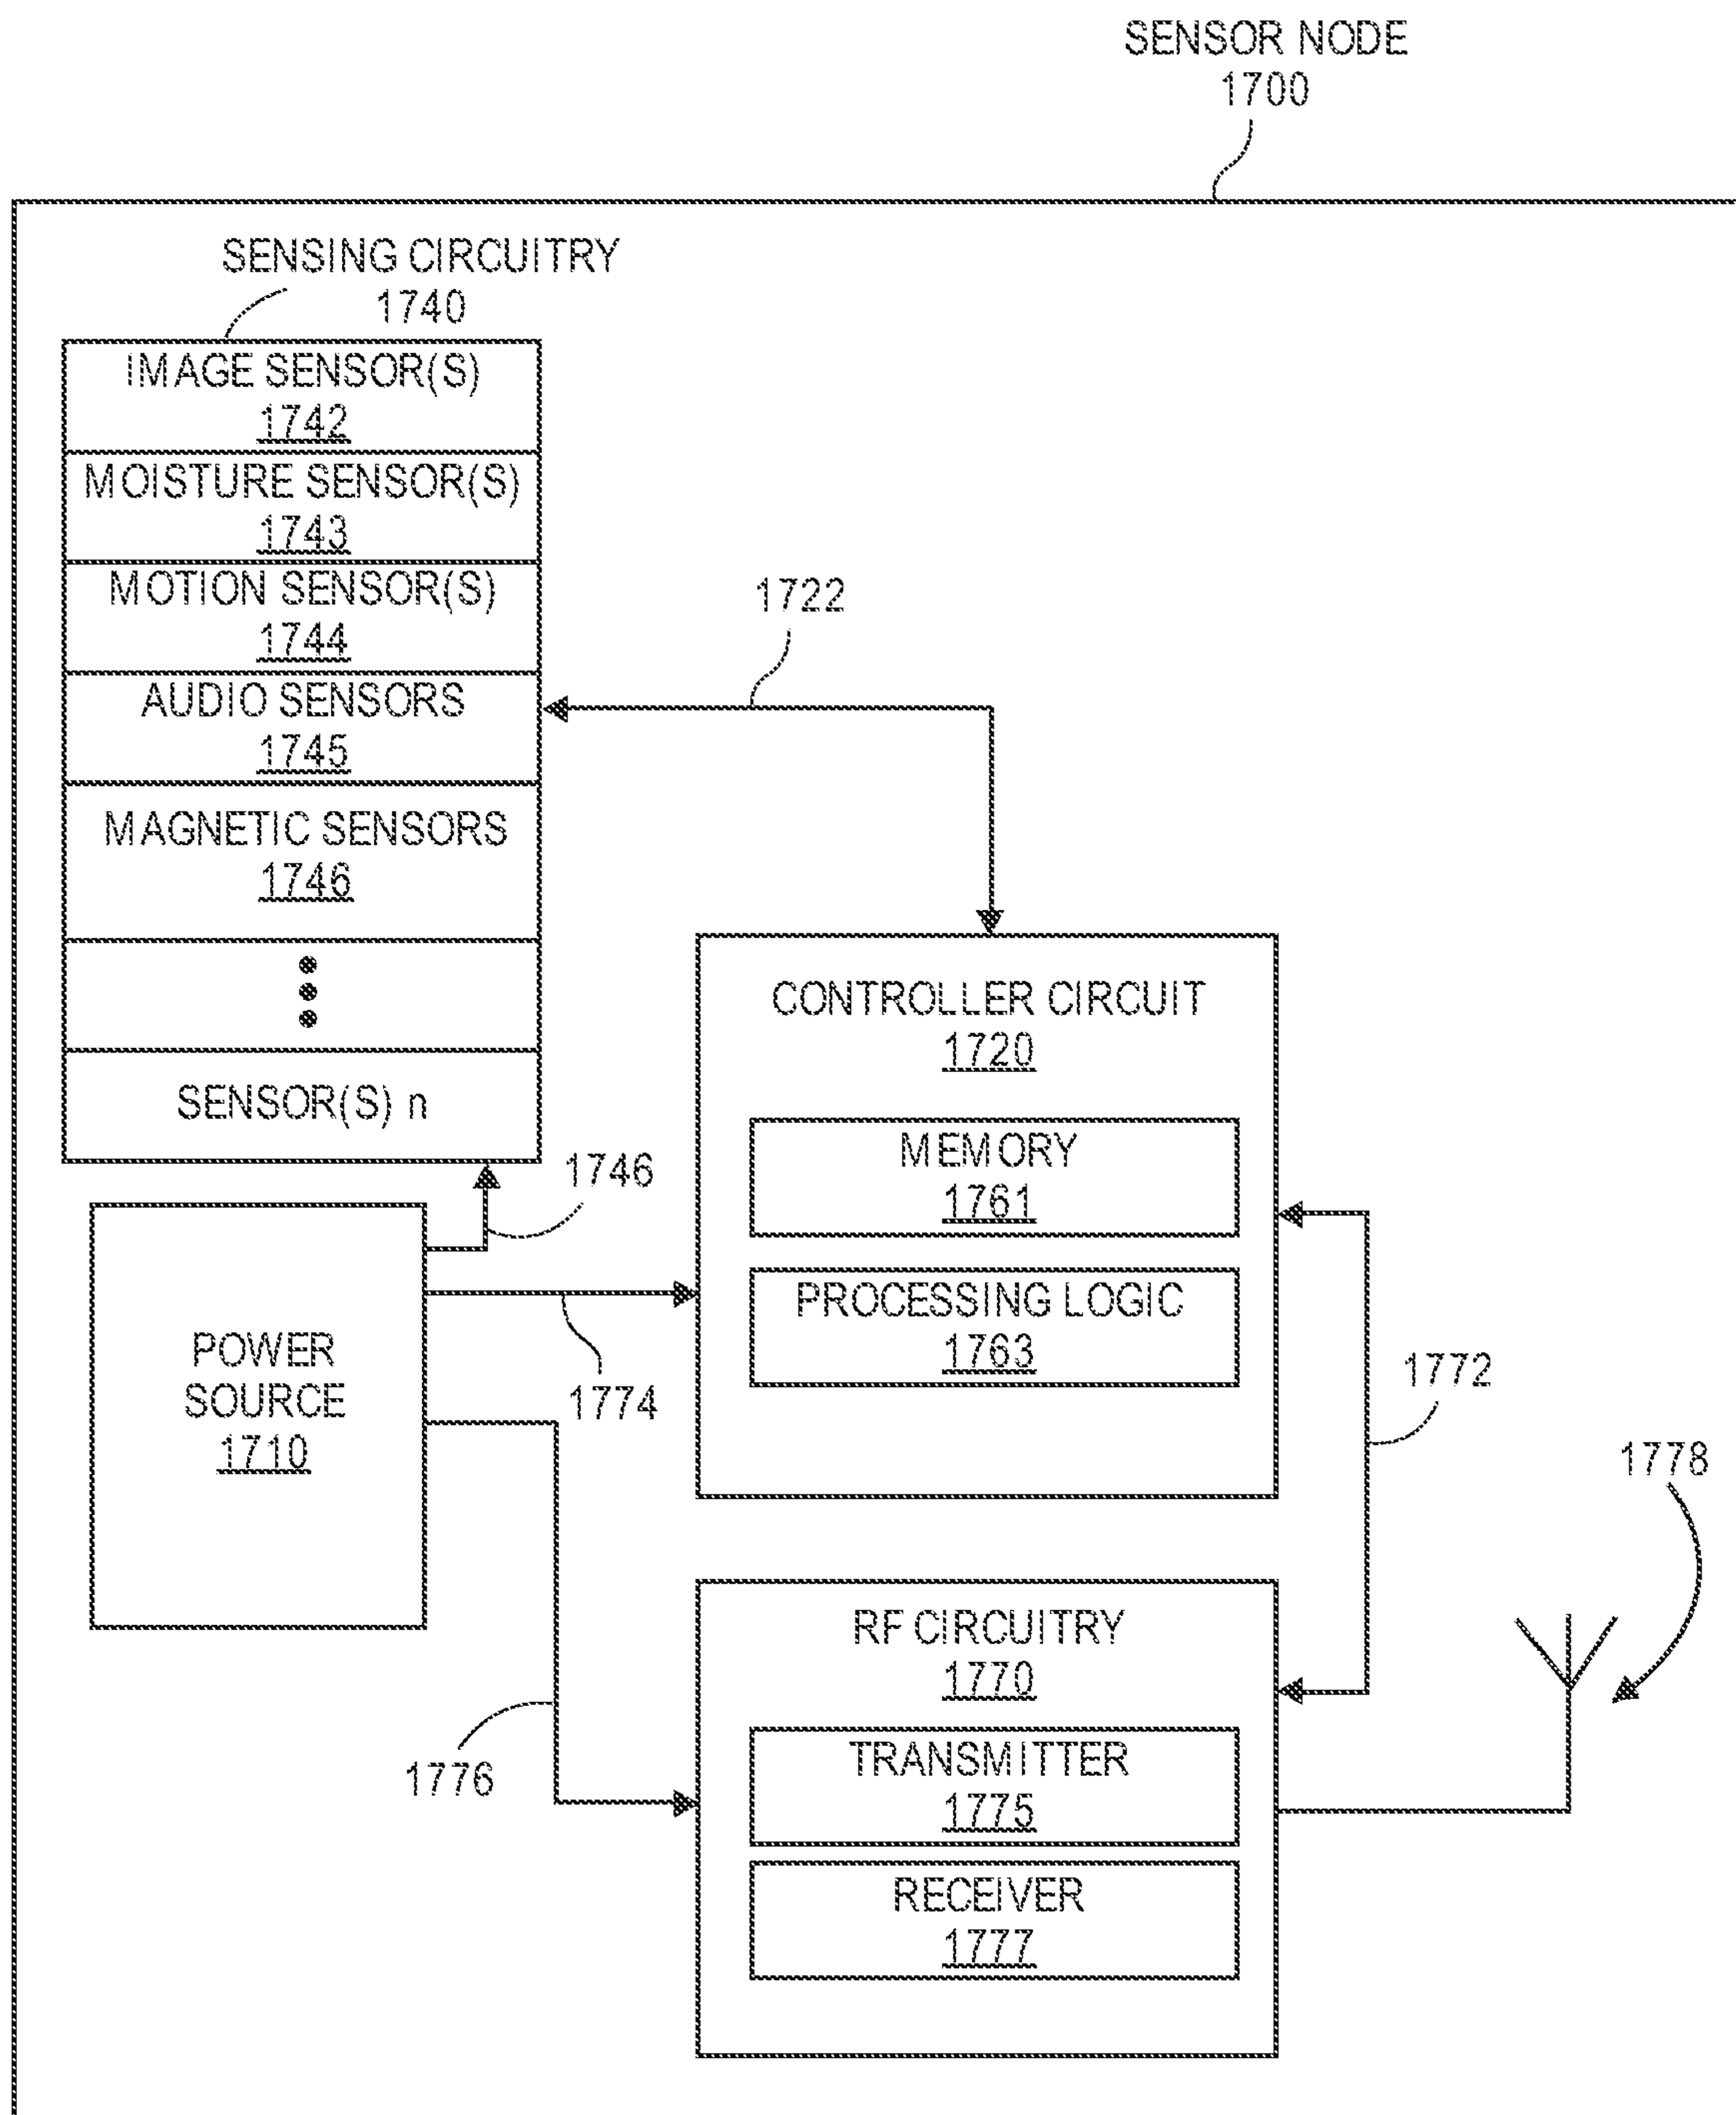 SENSOR NODE
1700
SENSING CIRCUITRY
1740
IMAGE SENSOR(S)
1742
MOISTURE SENSOR(S)
1743
MOTION SENSOR(S)
1744
AUDIO SENSORS
1745
MAGNETIC SENSORS
1746
SENSOR(S) n
1722
CONTROLLER CIRCUIT
1720
MEMORY
1761
PROCESSING LOGIC
1763
1746
POWER
SOURCE
1710
1774
1772
1778
1776
RF CIRCUITRY
1770
TRANSMITTER
1775
RECEIVER
1777